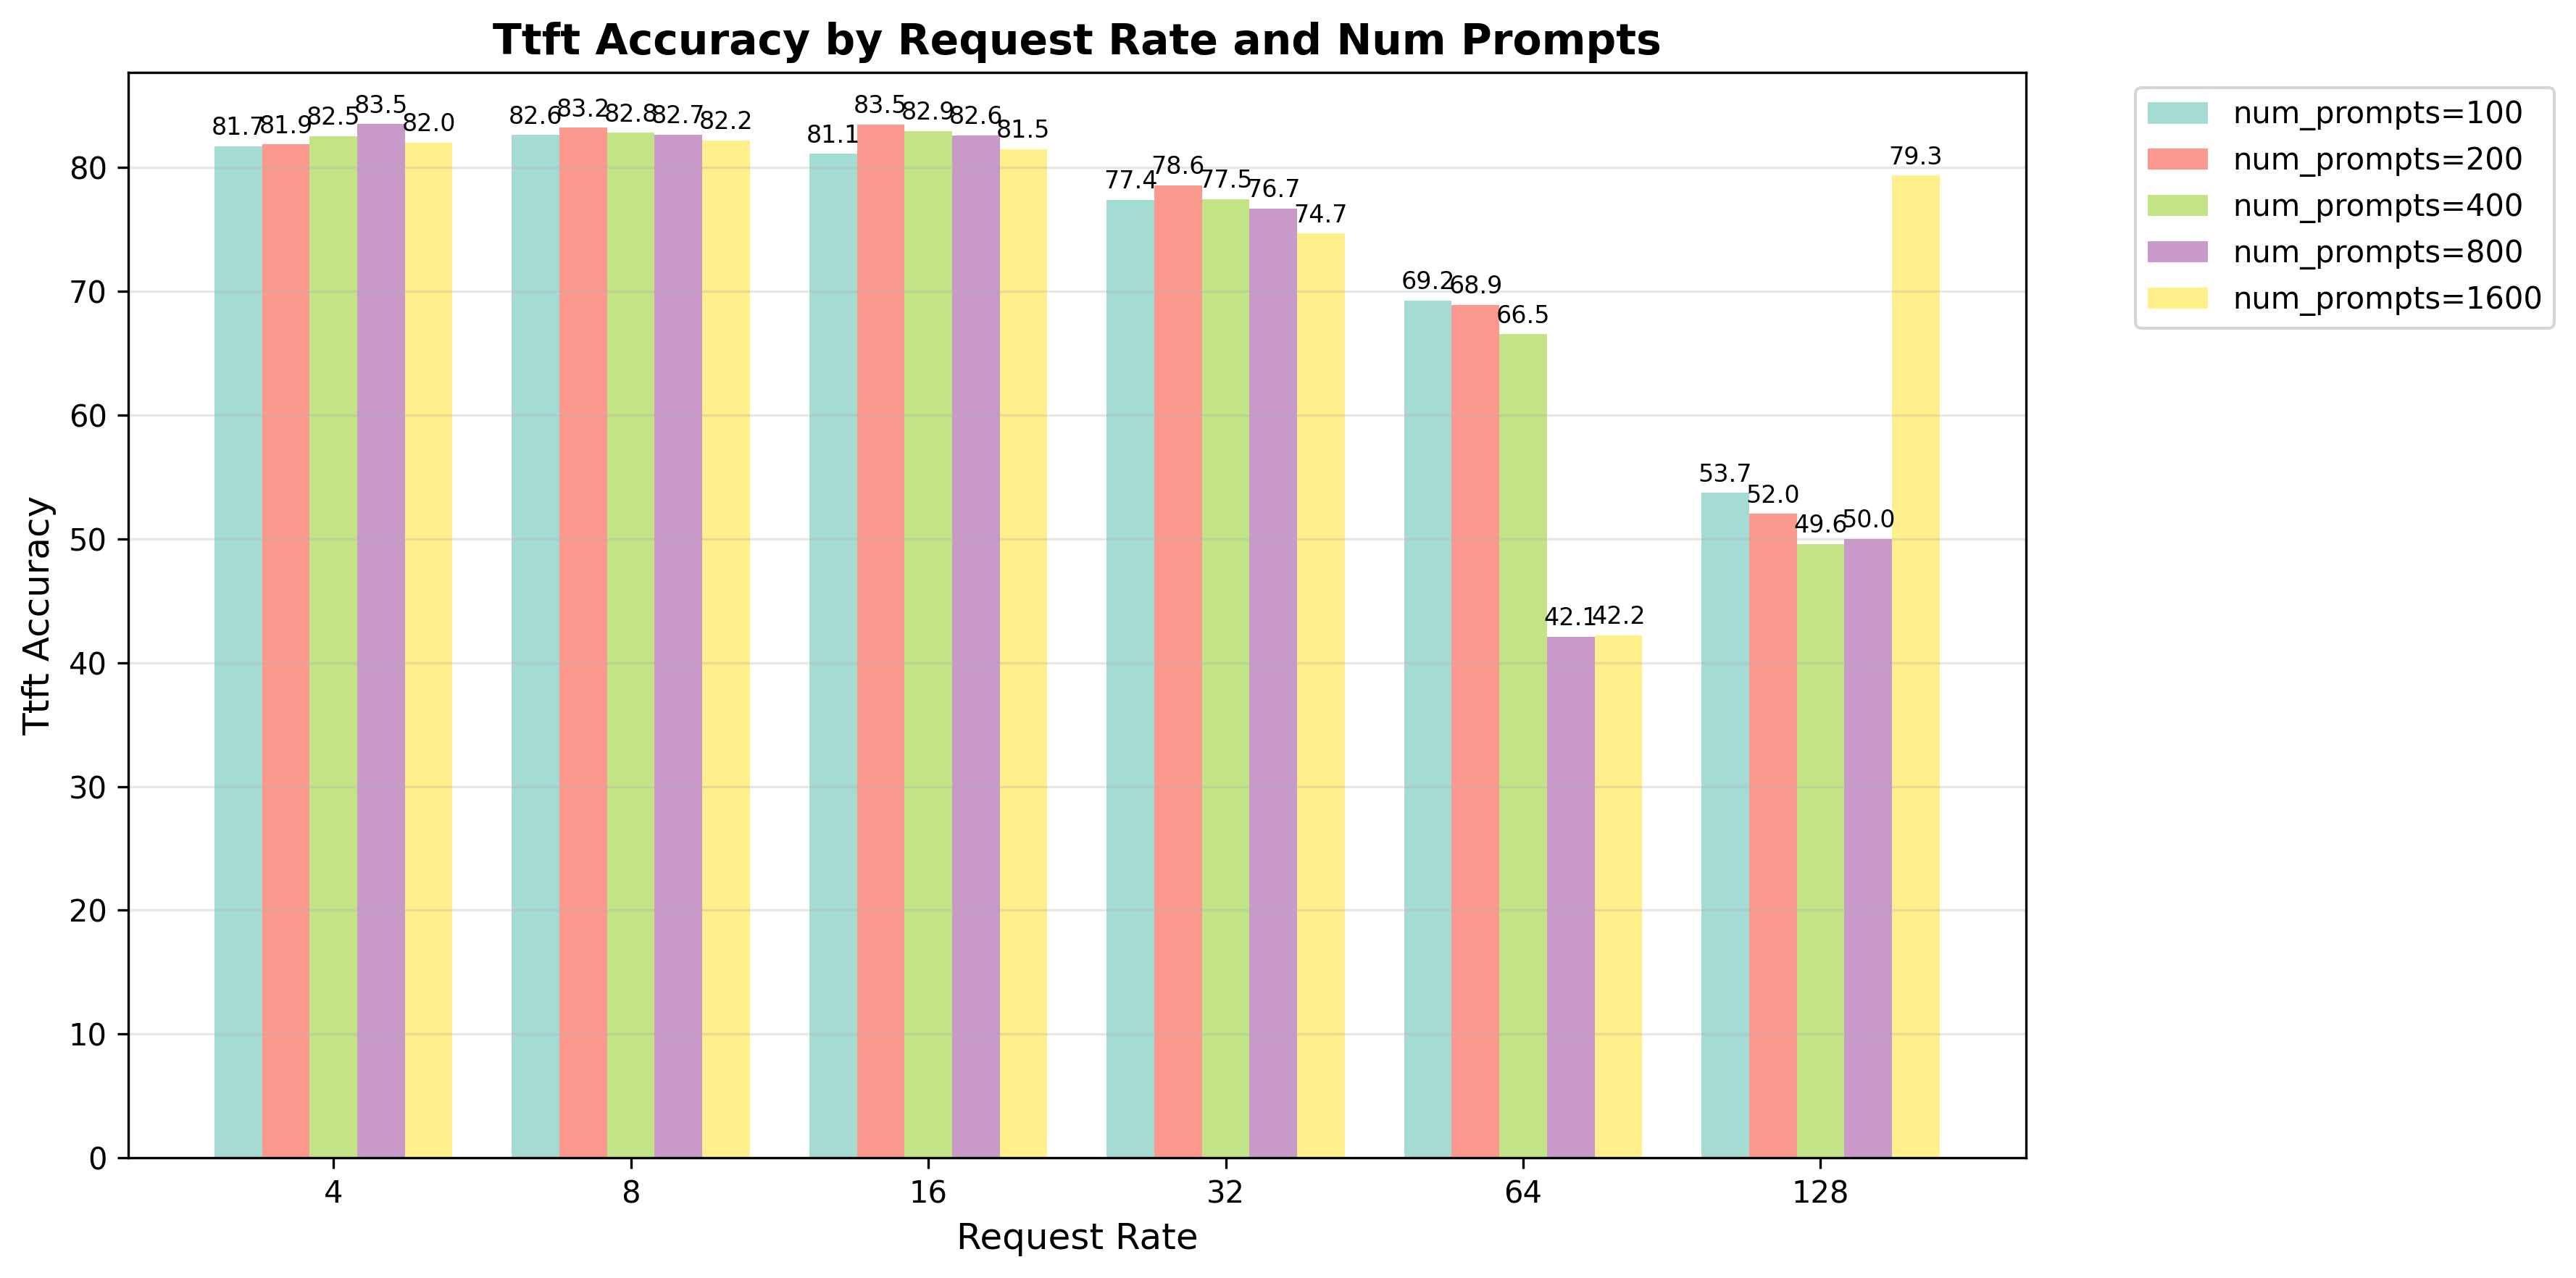 Ttft Accuracy by Request Rate and Num Prompts
Ttft Accuracy
80
70
60
50
40
30
20
10
0
81.7 81.9 82.5 83.5 82.0
82.6 83.2 82.8 82.7 82.2
81.1 83.5 82.9 82.6 81.5
77.4 78.6 77.5 76.7 74.7
69.2 68.9 66.5 42.1 42.2
53.7 52.0 49.6 50.0 79.3
4 8 16 32 64 128
Request Rate
num_prompts=100
num_prompts=200
num_prompts=400
num_prompts=800
num_prompts=1600